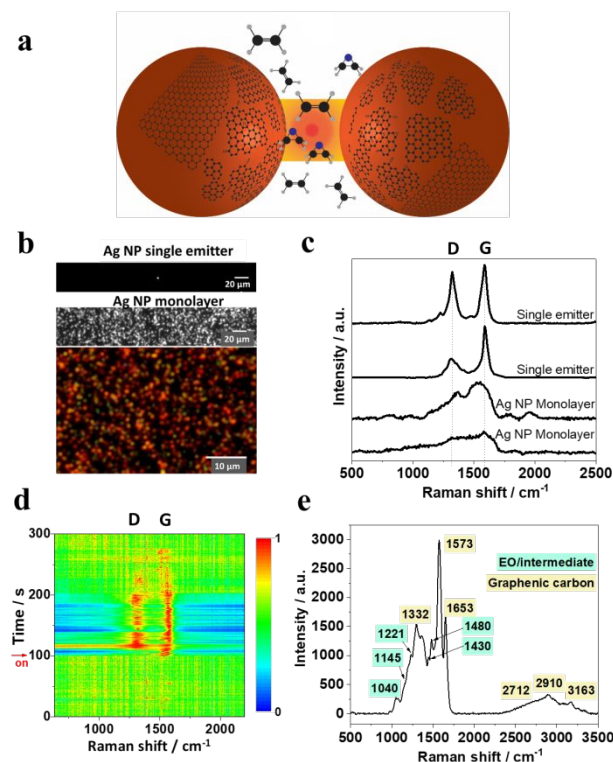 a
b
Ag NP single emitter
20 µm
Ag NP monolayer
20 µm
10 µm
c
D G
Single emitter
Single emitter
Ag NP Monolayer
Ag NP Monolayer
Intensity / a.u.
500 1000 1500 2000 2500
Raman shift / cm-1
d
D G
300
200
100
0
Time / s
on
1
0
1000 1500 2000
Raman shift / cm-1
e
3000
2500
2000
1500
1000
500
0
Intensity / a.u.
1573
EO/intermediate
Graphenic carbon
1332
1653
1221
1480
1145
1430
1040
2712
2910
3163
500 1000 1500 2000 2500 3000 3500
Raman shift / cm-1